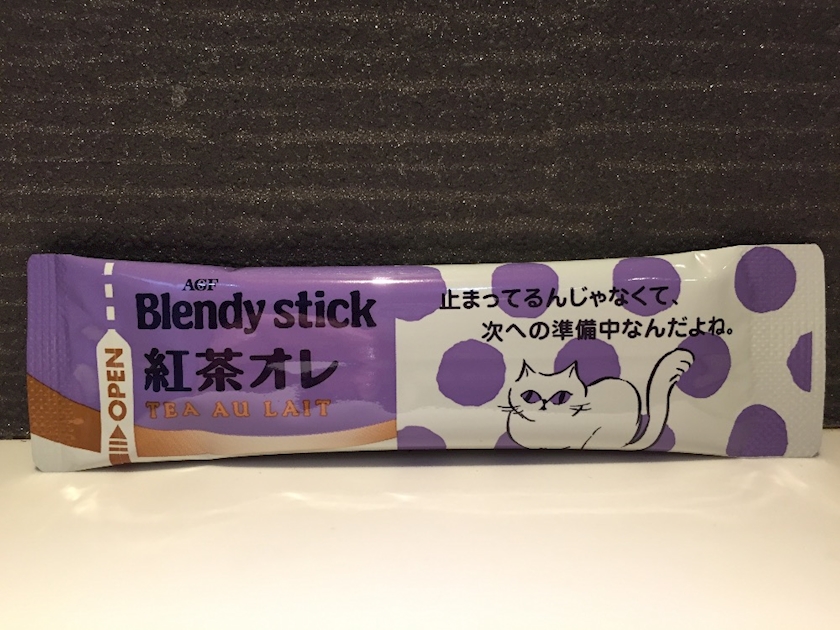 AGF
Blendy stick
紅茶オレ
TEA AU LAIT
OPEN
止まってるんじゃなくて、
次への準備中なんだよね。